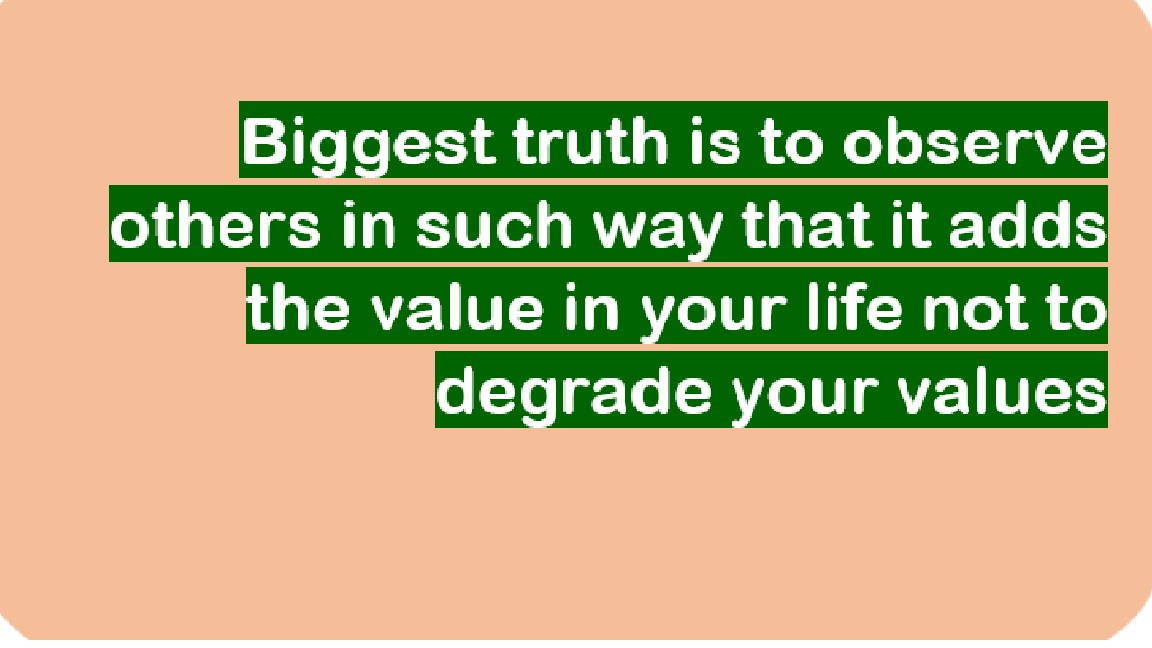 Biggest truth is to observe
others in such way that it adds
the value in your life not to
degrade your values